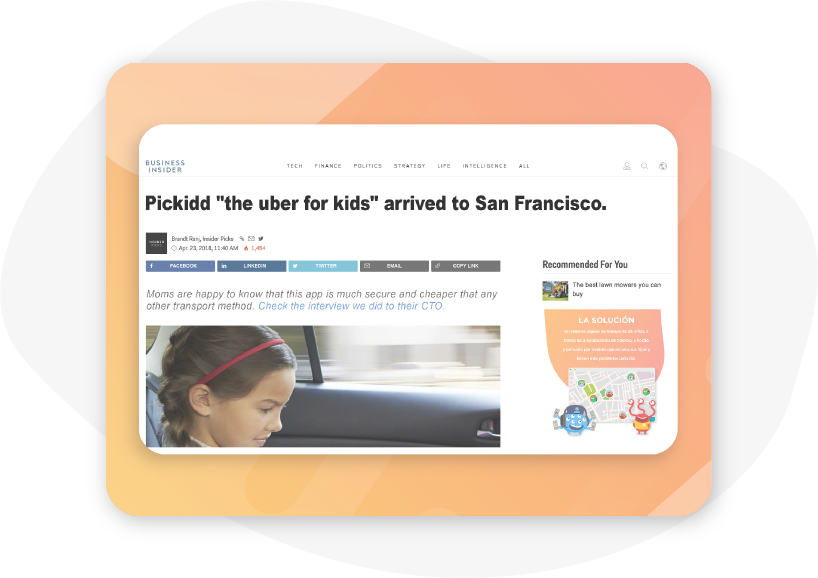 BUSINESS
INSIDER
TECH FINANCE POLITICS STRATEGY LIFE INTELLIGENCE ALL
Pickidd "the uber for kids" arrived to San Francisco.
INSIDER
PICKS
Brandt Ranj, Insider Picks
Apr. 23, 2018, 11:40 AM 1,454
f FACEBOOK in LINKEDIN TWITTER EMAIL COPY LINK
Moms are happy to know that this app is much secure and cheaper that any
other transport method. Check the interview we did to their CTO.
Recommended For You
The best lawn mowers you can
buy
LA SOLUCIÓN